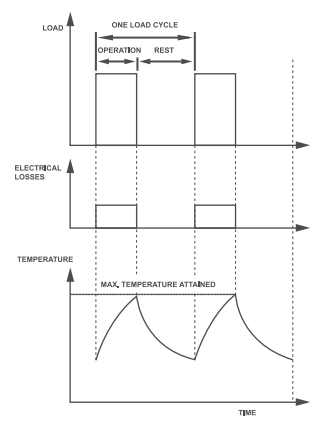 ONE LOAD CYCLE
LOAD
OPERATION
REST
ELECTRICAL
LOSSES
TEMPERATURE
MAX. TEMPERATURE ATTAINED
TIME